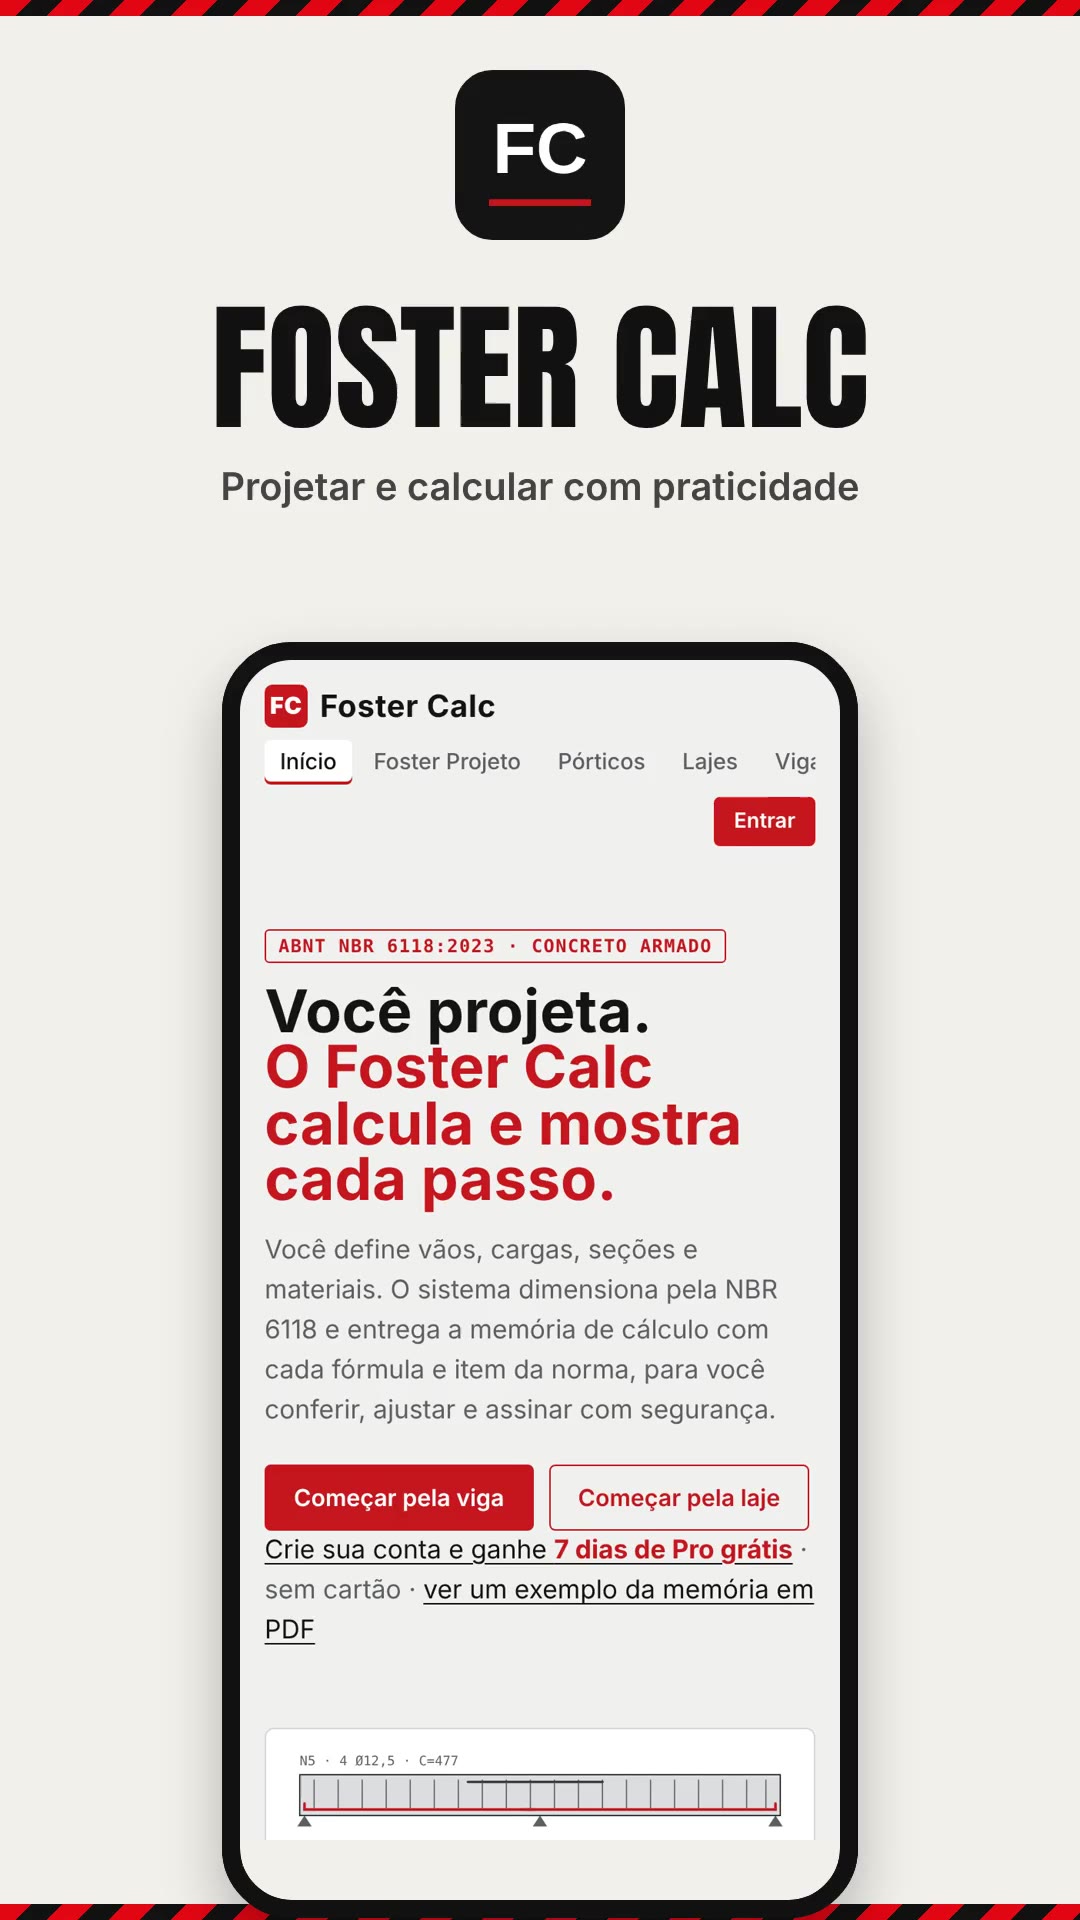 FC
FOSTER CALC
Projetar e calcular com praticidade
FC Foster Calc
Início Foster Projeto Pórticos Lajes
Entrar
ABNT NBR 6118:2023 · CONCRETO ARMADO
Você projeta.
O Foster Calc
calcula e mostra
cada passo.
Você define vãos, cargas, seções e
materiais. O sistema dimensiona pela NBR
6118 e entrega a memória de cálculo com
cada fórmula e item da norma, para você
conferir, ajustar e assinar com segurança.
Começar pela viga Começar pela laje
Crie sua conta e ganhe 7 dias de Pro grátis ·
sem cartão · ver um exemplo da memória em
PDF
N5 · 4 Ø12,5 · C=477